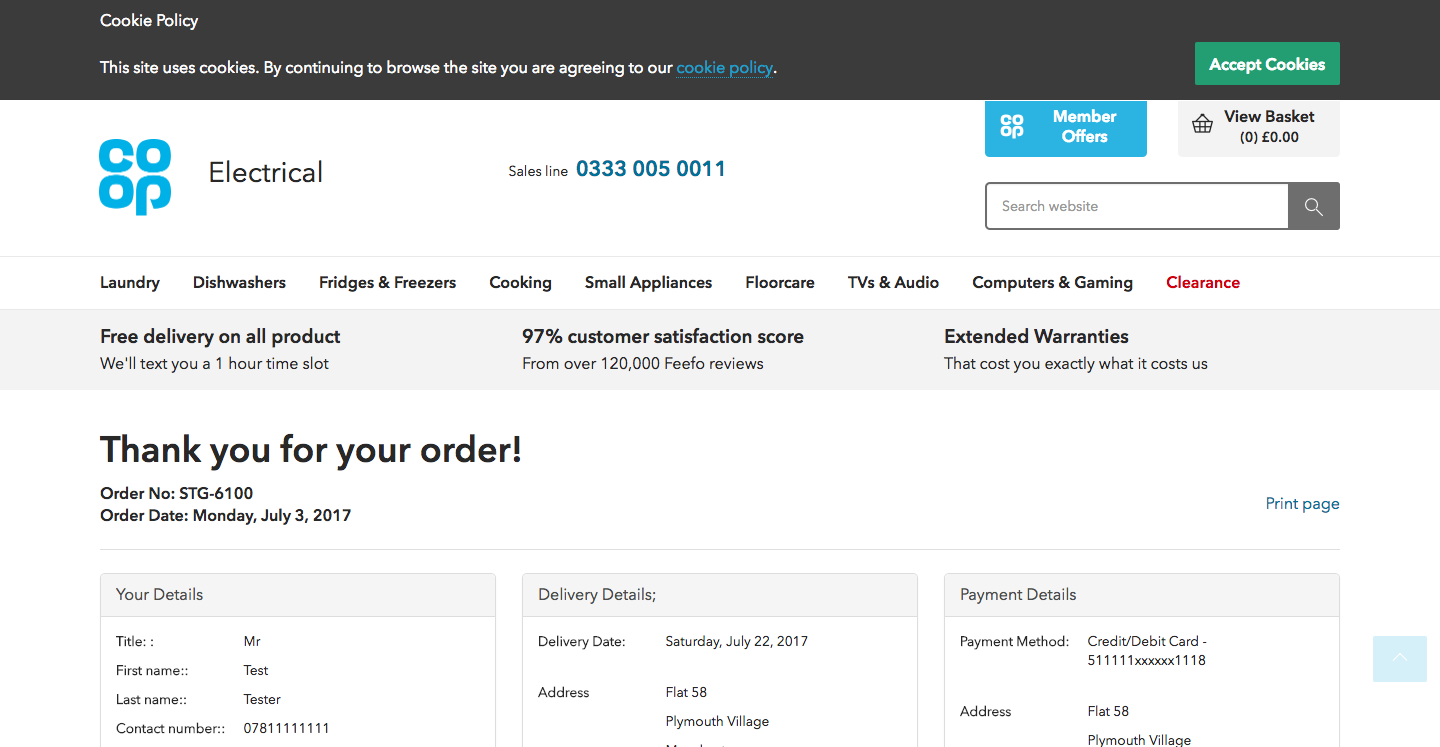 Cookie Policy
This site uses cookies. By continuing to browse the site you are agreeing to our cookie policy.
Accept Cookies
co
op
Electrical
Sales line 0333 005 0011
co
op
Member
Offers
View Basket
(0) £0.00
Search website
Laundry Dishwashers Fridges & Freezers Cooking Small Appliances Floorcare TVs & Audio Computers & Gaming Clearance
Free delivery on all product
We'll text you a 1 hour time slot
97% customer satisfaction score
From over 120,000 Feefo reviews
Extended Warranties
That cost you exactly what it costs us
Thank you for your order!
Order No: STG-6100
Order Date: Monday, July 3, 2017
Print page
Your Details
Title: : Mr
First name:: Test
Last name:: Tester
Contact number:: 07811111111
Delivery Details;
Delivery Date: Saturday, July 22, 2017
Address Flat 58
Plymouth Village
Payment Details
Payment Method: Credit/Debit Card -
511111xxxxxx1118
Address Flat 58
Plymouth Village